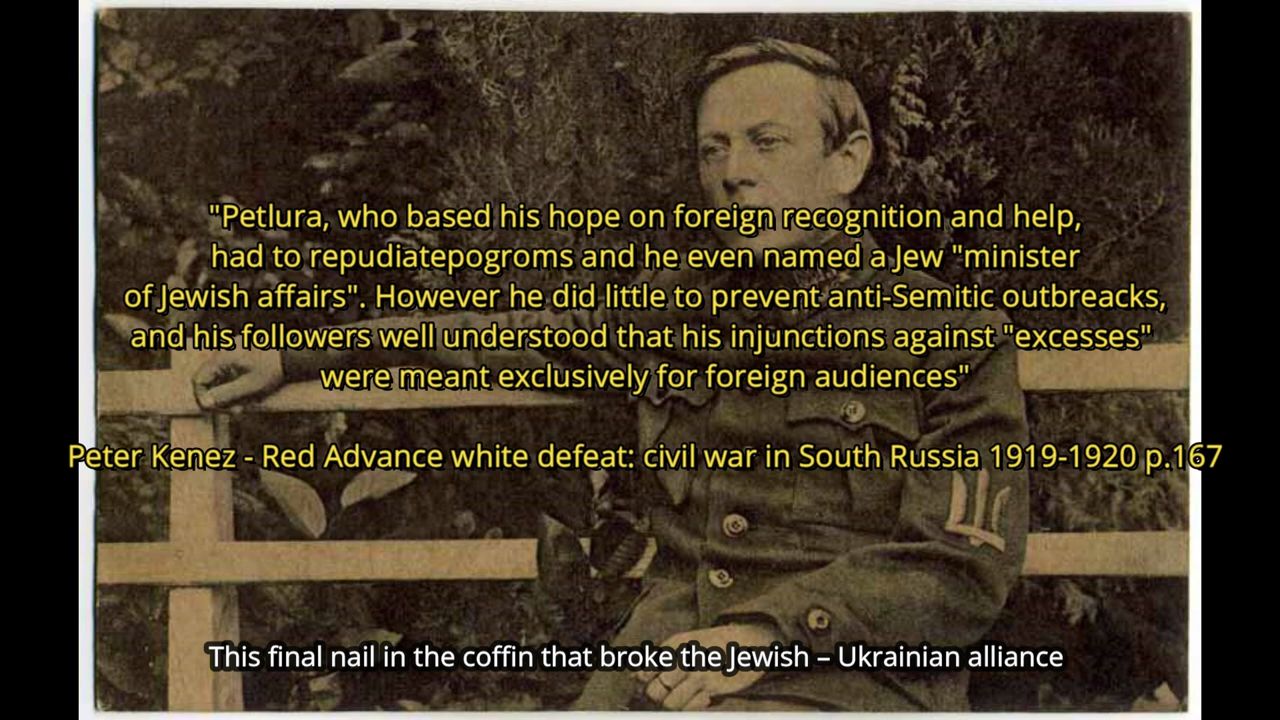 "Petlura, who based his hope on foreign recognition and help,
had to repudiatepogroms and he even named a Jew "minister
of Jewish affairs". However he did little to prevent anti-Semitic outbreacks,
and his followers well understood that his injunctions against "excesses"
were meant exclusively for foreign audiences"
Peter Kenez - Red Advance white defeat: civil war in South Russia 1919-1920 p.167
This final nail in the coffin that broke the Jewish – Ukrainian alliance